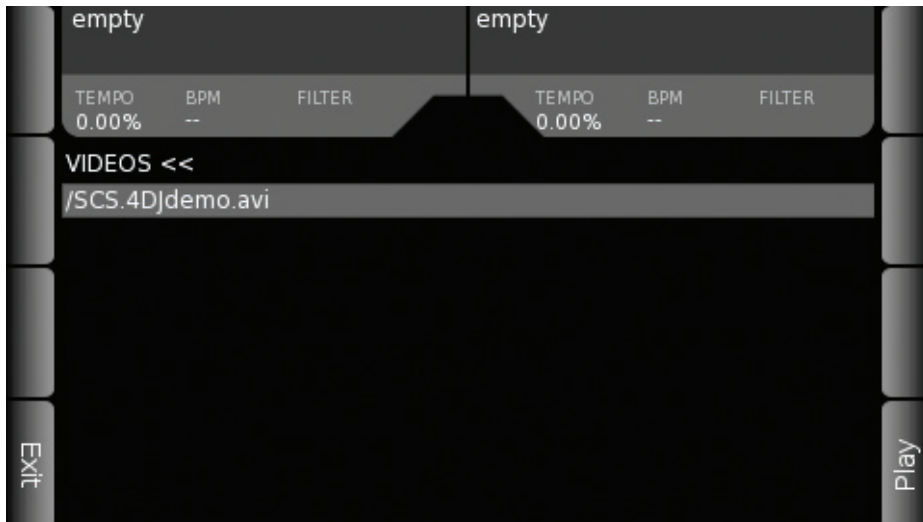 empty
empty
TEMPO BPM FILTER
0.00% --
TEMPO BPM FILTER
0.00% --
VIDEOS <<
/SCS.4DJdemo.avi
Exit
Play